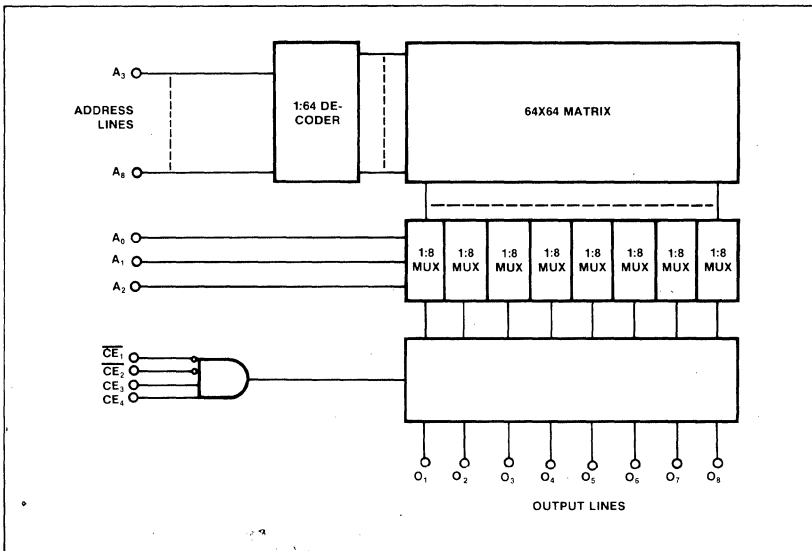 A₃
ADDRESS
LINES
A₈
1:64 DE-
CODER
64X64 MATRIX
A₀
A₁
A₂
1:8
MUX
1:8
MUX
1:8
MUX
1:8
MUX
1:8
MUX
1:8
MUX
1:8
MUX
1:8
MUX
C̅E̅₁
C̅E̅₂
CE₃
CE₄
O₁ O₂ O₃ O₄ O₅ O₆ O₇ O₈
OUTPUT LINES